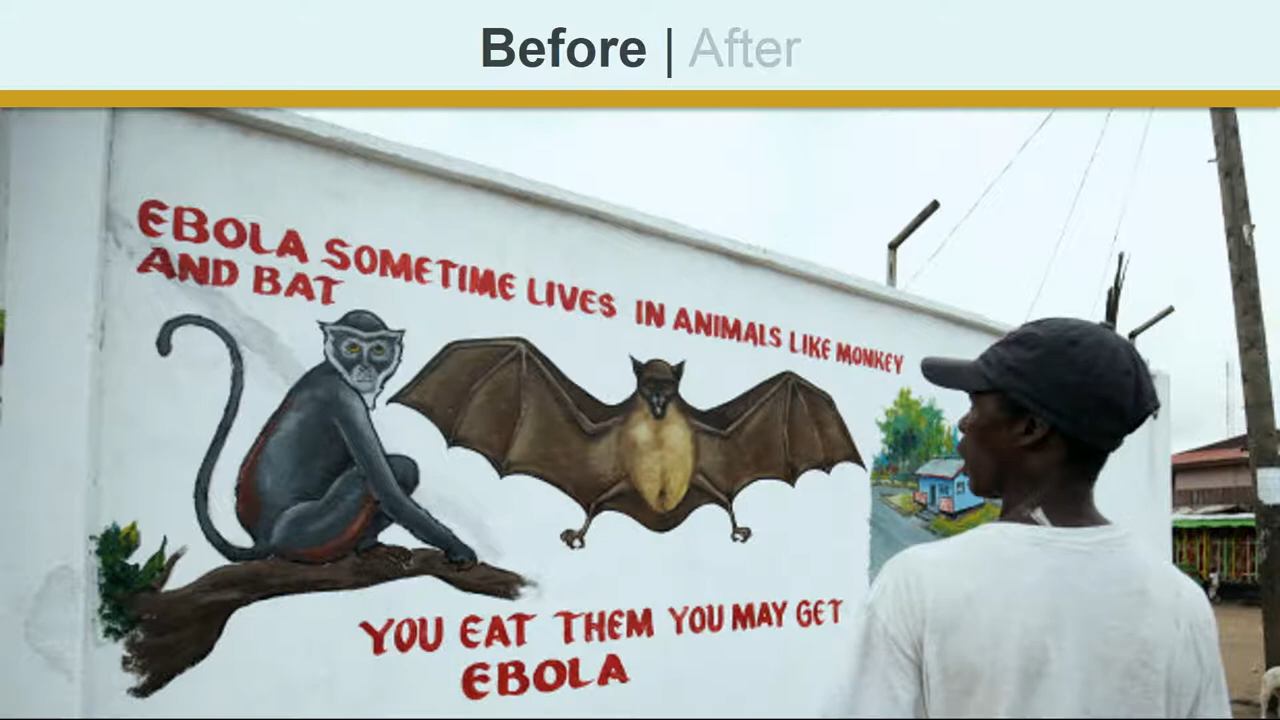 Before | After
EBOLA SOMETIME LIVES IN ANIMALS LIKE MONKEY
AND BAT
YOU EAT THEM YOU MAY GET
EBOLA